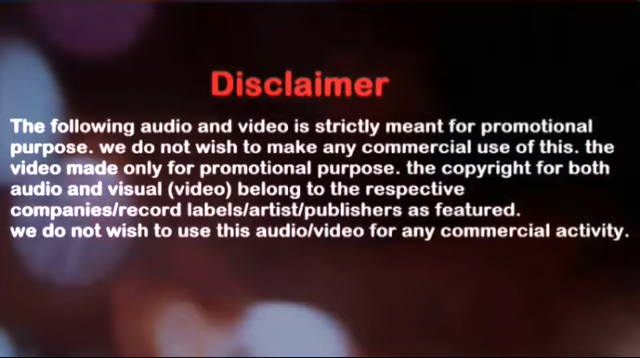 Disclaimer
The following audio and video is strictly meant for promotional
purpose. we do not wish to make any commercial use of this. the
video made only for promotional purpose. the copyright for both
audio and visual (video) belong to the respective
companies/record labels/artist/publishers as featured.
we do not wish to use this audio/video for any commercial activity.